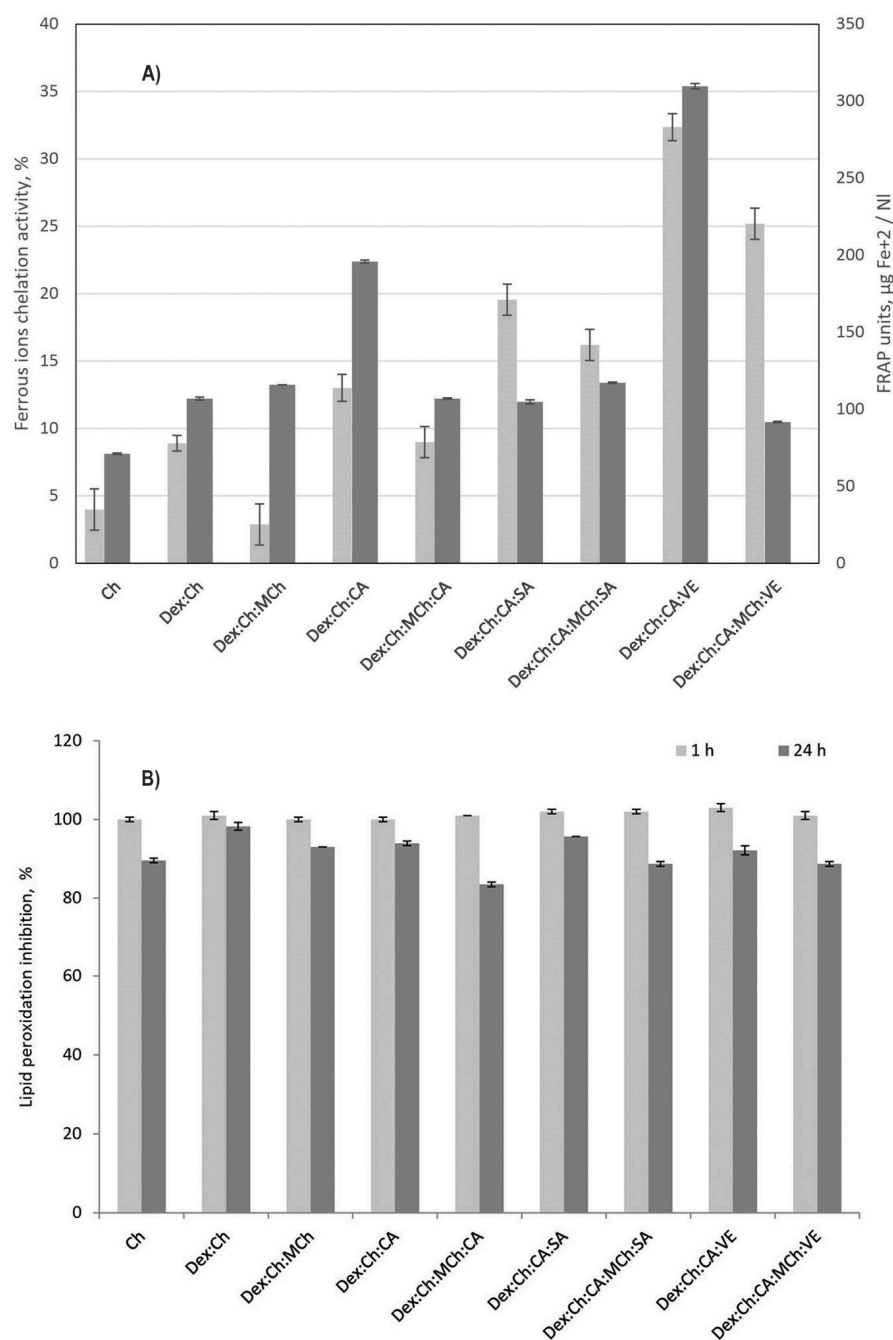 A)
Ferrous ions chelation activity, %
40
35
30
25
20
15
10
5
0
350
300
250
200
150
100
50
0
FRAP units, µg Fe+2 / Nl
Ch
Dex:Ch
Dex:Ch:MCh
Dex:Ch:CA
Dex:Ch:MCh:CA
Dex:Ch:CA:SA
Dex:Ch:CA:MCh:SA
Dex:Ch:CA:VE
Dex:Ch:CA:MCh:VE
B)
1 h
24 h
Lipid peroxidation inhibition, %
120
100
80
60
40
20
0
Ch
Dex:Ch
Dex:Ch:MCh
Dex:Ch:CA
Dex:Ch:MCh:CA
Dex:Ch:CA:SA
Dex:Ch:CA:MCh:SA
Dex:Ch:CA:VE
Dex:Ch:CA:MCh:VE